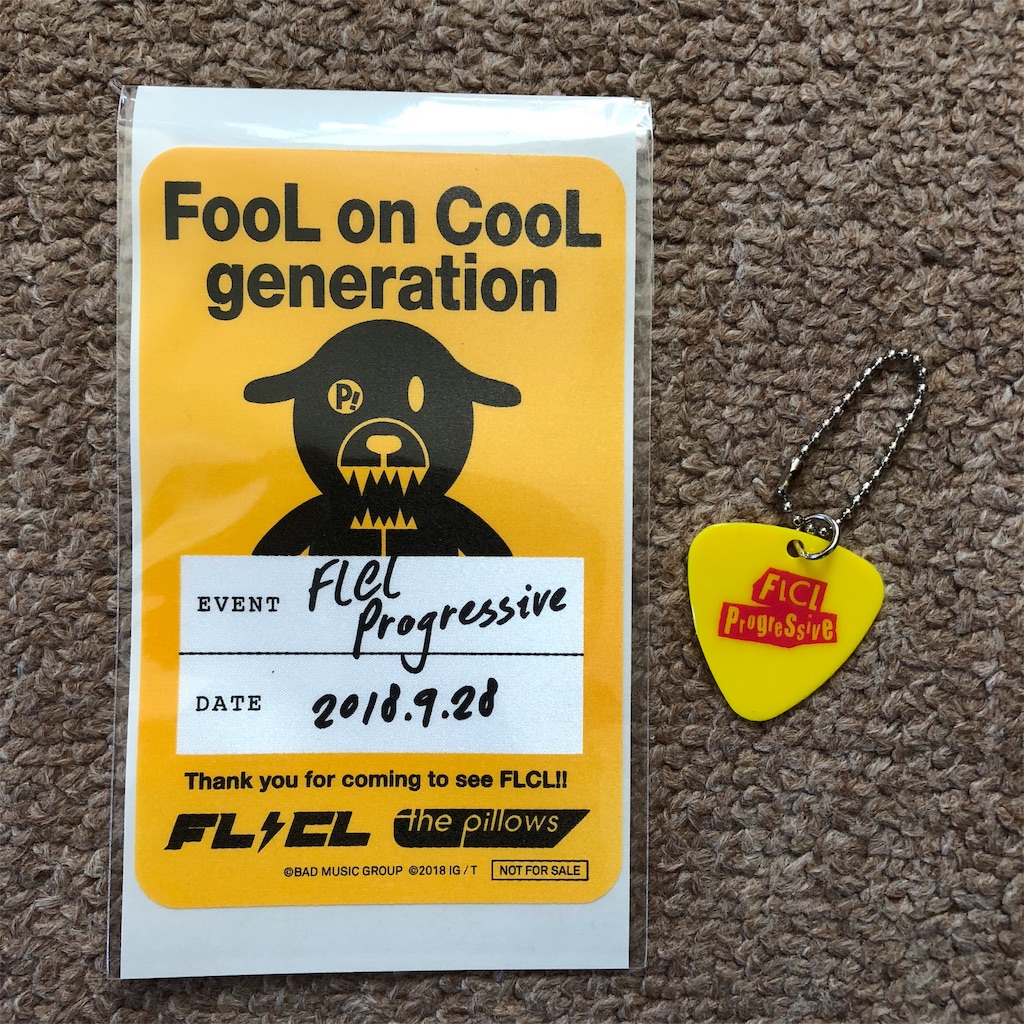 FooL on CooL
generation
P!
EVENT FLCL
Progressive
DATE 2018.9.28
Thank you for coming to see FLCL!!
FLCL the pillows
©BAD MUSIC GROUP ©2018 IG / T NOT FOR SALE
FLCL
ProgreSsive